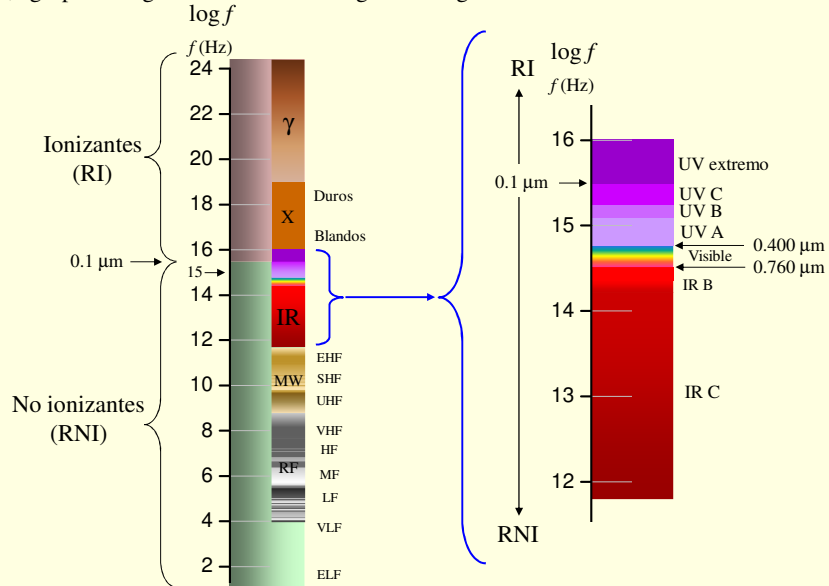 log f
f (Hz)
24
22
20
18
16
15
14
12
10
8
6
4
2
Ionizantes
(RI)
0.1 µm
No ionizantes
(RNI)
γ
X
IR
MW
RF
Duros
Blandos
EHF
SHF
UHF
VHF
HF
MF
LF
VLF
ELF
RI
0.1 µm
RNI
log f
f (Hz)
16
15
14
13
12
UV extremo
UV C
UV B
UV A
Visible
IR B
IR C
0.400 µm
0.760 µm